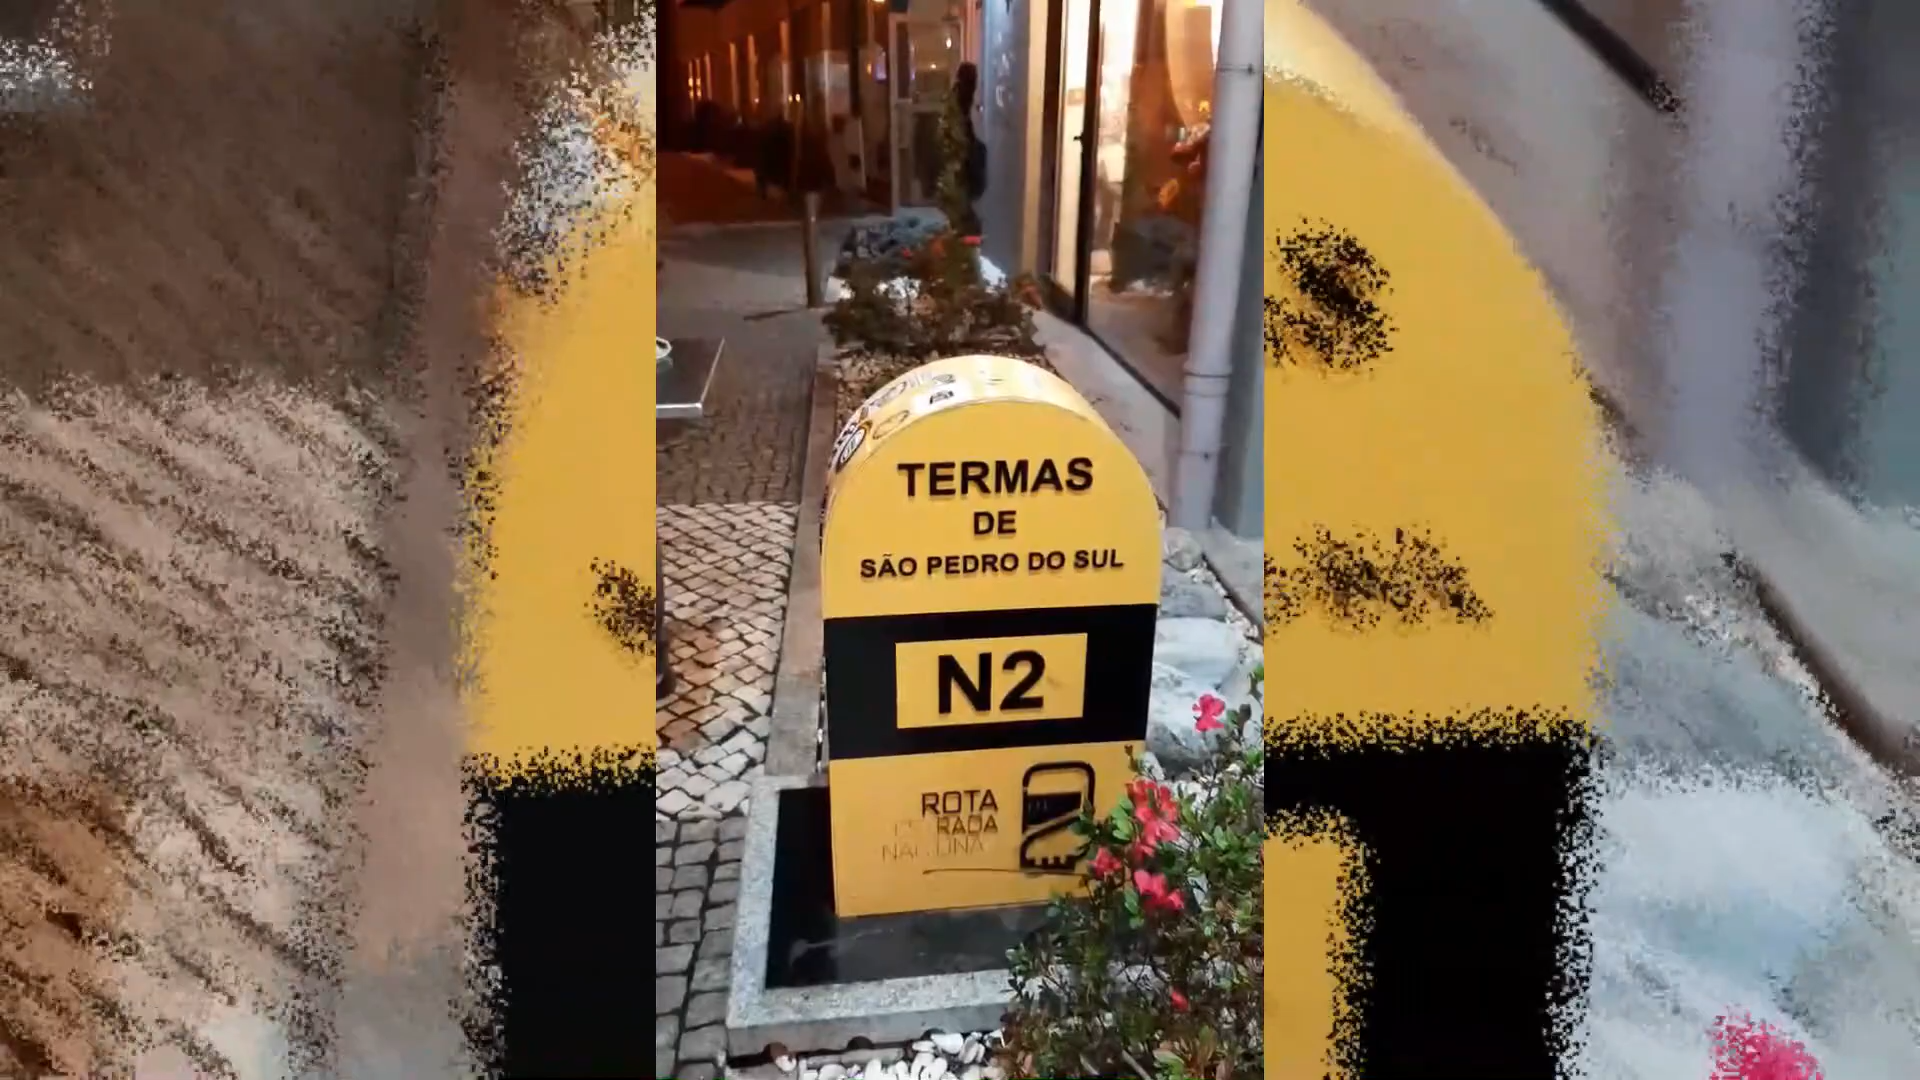 TERMAS
DE
SÃO PEDRO DO SUL
N2
ROTA